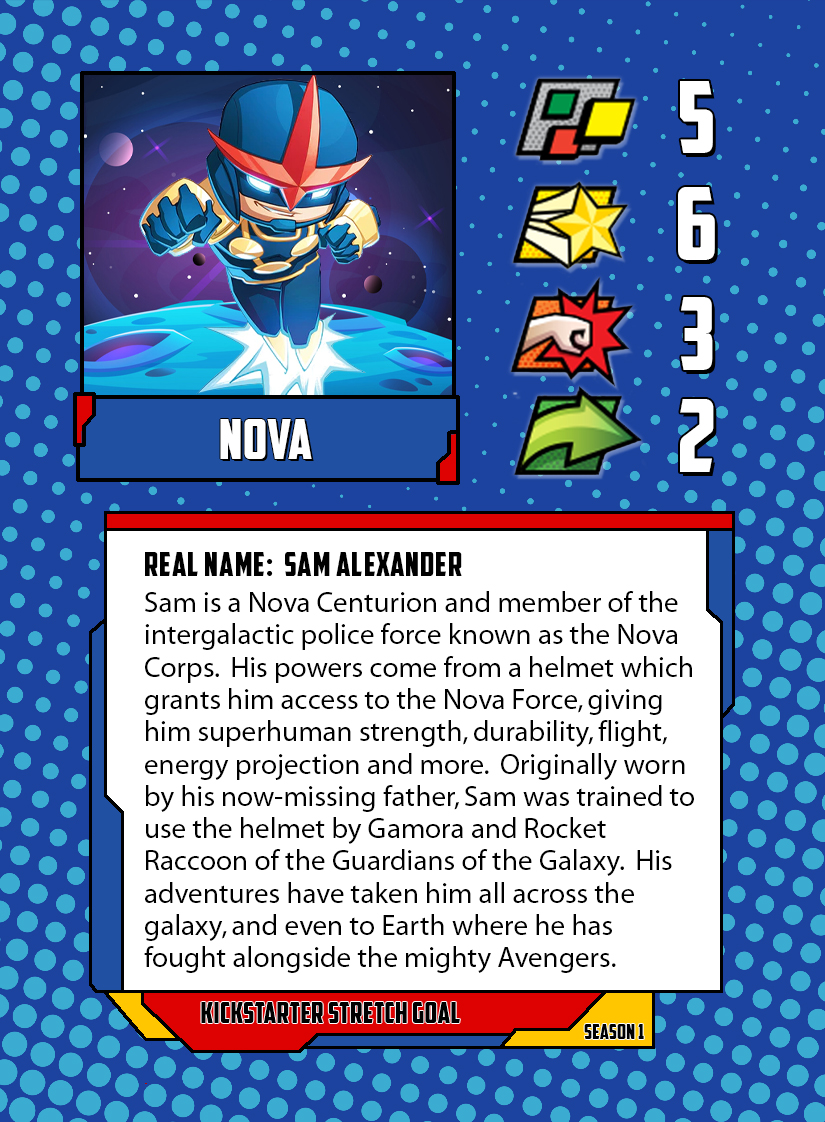 5
6
3
2
NOVA
REAL NAME: SAM ALEXANDER
Sam is a Nova Centurion and member of the
intergalactic police force known as the Nova
Corps. His powers come from a helmet which
grants him access to the Nova Force, giving
him superhuman strength, durability, flight,
energy projection and more. Originally worn
by his now-missing father, Sam was trained to
use the helmet by Gamora and Rocket
Raccoon of the Guardians of the Galaxy. His
adventures have taken him all across the
galaxy, and even to Earth where he has
fought alongside the mighty Avengers.
KICKSTARTER STRETCH GOAL
SEASON 1